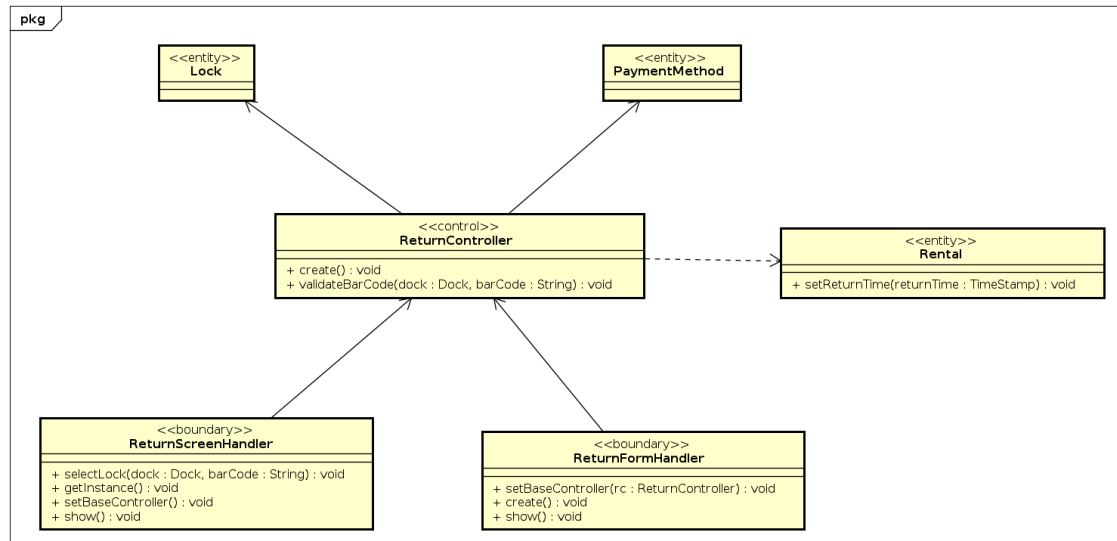 pkg
<<entity>>
Lock
<<entity>>
PaymentMethod
<<control>>
ReturnController
+ create() : void
+ validateBarCode(dock : Dock, barCode : String) : void
<<entity>>
Rental
+ setReturnTime(returnTime : TimeStamp) : void
<<boundary>>
ReturnScreenHandler
+ selectLock(dock : Dock, barCode : String) : void
+ getInstance() : void
+ setBaseController() : void
+ show() : void
<<boundary>>
ReturnFormHandler
+ setBaseController(rc : ReturnController) : void
+ create() : void
+ show() : void